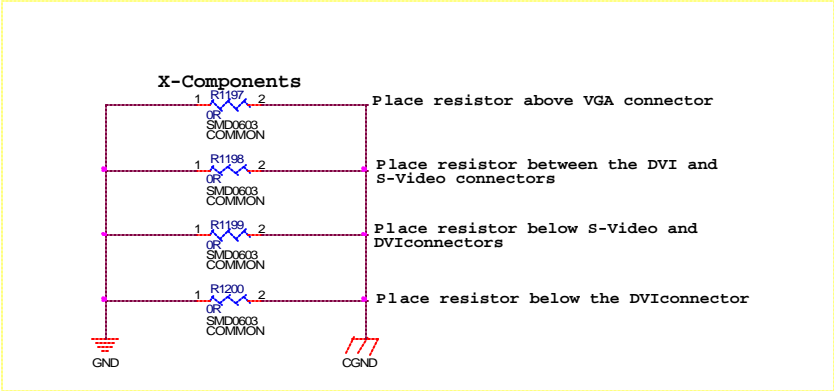 X-Components
R1197
1 2 Place resistor above VGA connector
0R
SMD0603
COMMON
R1198
1 2 Place resistor between the DVI and
0R S-Video connectors
SMD0603
COMMON
R1199
1 2 Place resistor below S-Video and
0R DVIconnectors
SMD0603
COMMON
R1200
1 2 Place resistor below the DVIconnector
0R
SMD0603
COMMON
GND CGND